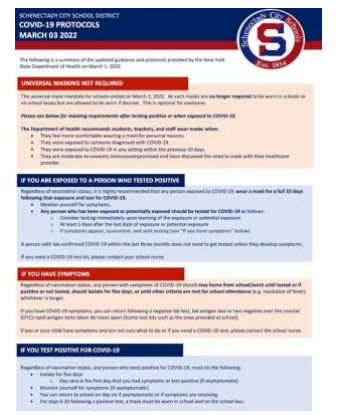 SCHENECTADY CITY SCHOOL DISTRICT
COVID-19 PROTOCOLS
MARCH 03 2022
Schenectady City Schools
S
Est. 1854
The following is a summary of the updated guidance and protocols provided by the New York
State Department of Health on March 1, 2022.
UNIVERSAL MASKING NOT REQUIRED
The universal mask mandate for schools ended on March 2, 2022. As such masks are no longer required to be worn in schools or
on school buses but are allowed to be worn if desired. This is optional for everyone.
Please see below for masking requirements after testing positive or when exposed to COVID-19.
The Department of Health recommends students, teachers, and staff wear masks when:
• They feel more comfortable wearing a mask for personal reasons.
• They were exposed to someone diagnosed with COVID-19.
• They were exposed to COVID-19 in any setting within the previous 10 days.
• They are moderate-to-severely immunocompromised and have discussed the need to mask with their healthcare
provider.
IF YOU ARE EXPOSED TO A PERSON WHO TESTED POSITIVE
Regardless of vaccination status, it is highly recommended that any person exposed to COVID-19, wear a mask for a full 10 days
following that exposure and test for COVID-19.
• Monitor yourself for symptoms.
• Any person who has been exposed or potentially exposed should be tested for COVID-19 as follows:
o Consider testing immediately upon learning of the exposure or potential exposure
o At least 5-days after the last date of exposure or potential exposure
o If symptoms appear, quarantine, and seek testing (see "If you have symptoms" below)
A person with lab-confirmed COVID-19 within the last three months does not need to get tested unless they develop symptoms.
If you need a COVID-19 test kit, please contact your school nurse.
IF YOU HAVE SYMPTOMS
Regardless of vaccination status, any person with symptoms of COVID-19 should stay home from school/work until tested or if
positive or not tested, should isolate for five days, or until other criteria are met for school attendance (e.g. resolution of fever)
whichever is longer.
If you have COVID-19 symptoms, you can return following a negative lab test, lab antigen test or two negative over the counter
(OTC) rapid antigen tests taken 36 hours apart (home test kits such as the ones provided at school).
If you or your child have symptoms and are not sure what to do or if you need a COVID-19 test, please contact the school nurse.
IF YOU TEST POSITIVE FOR COVID-19
Regardless of vaccination status, any person who tests positive for COVID-19, must do the following:
• Isolate for five days
o Day zero is the first day that you had symptoms or test positive (if asymptomatic)
• Monitor yourself for symptoms (if asymptomatic)
• You can return to school on day six if asymptomatic or if symptoms are resolving
• For days 6-10 following a positive test, a mask must be worn in school and on the school bus.